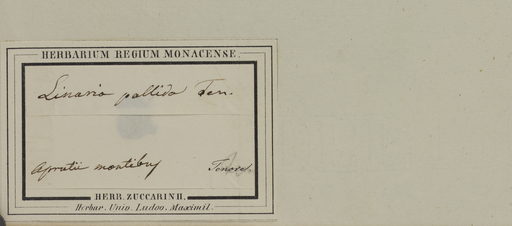 HERBARIUM REGIUM MONACENSE.
Linaria pallida Ten.
Aprutii montibus Tenore.
HERB. ZUCCARINII.
Herbar. Univ. Ludov. Maximil.